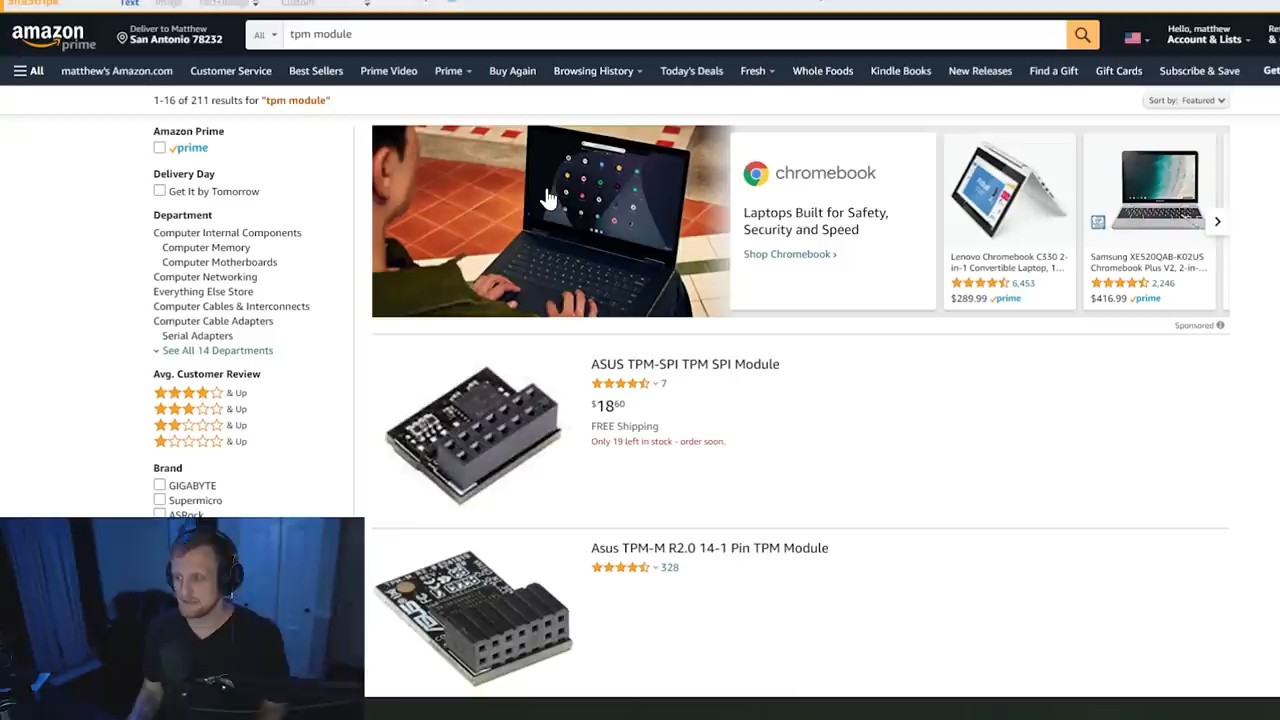 Text
Custom
amazon
prime
Deliver to Matthew
San Antonio 78232
All
tpm module
Hello, matthew
Account & Lists
Re
&
All
matthew's Amazon.com
Customer Service
Best Sellers
Prime Video
Prime
Buy Again
Browsing History
Today's Deals
Fresh
Whole Foods
Kindle Books
New Releases
Find a Gift
Gift Cards
Subscribe & Save
Get
1-16 of 211 results for "tpm module"
Sort by: Featured
Amazon Prime
prime
Delivery Day
Get It by Tomorrow
Department
Computer Internal Components
Computer Memory
Computer Motherboards
Computer Networking
Everything Else Store
Computer Cables & Interconnects
Computer Cable Adapters
Serial Adapters
See All 14 Departments
Avg. Customer Review
& Up
& Up
& Up
& Up
Brand
GIGABYTE
Supermicro
ASRock
chromebook
Laptops Built for Safety,
Security and Speed
Shop Chromebook ›
Lenovo Chromebook C330 2-
in-1 Convertible Laptop, 1...
6,453
$289.99 prime
Samsung XE520QAB-K02US
Chromebook Plus V2, 2-in-...
2,246
$416.99 prime
Sponsored
ASUS TPM-SPI TPM SPI Module
7
$1860
FREE Shipping
Only 19 left in stock - order soon.
Asus TPM-M R2.0 14-1 Pin TPM Module
328